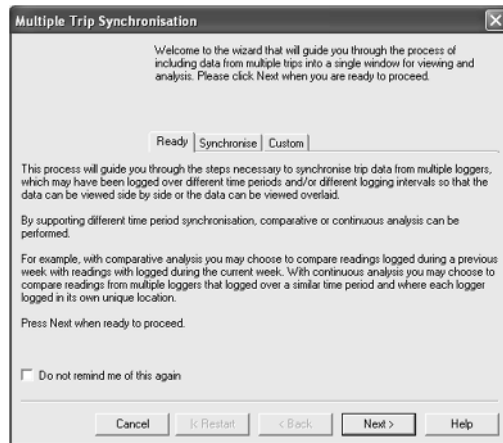 Multiple Trip Synchronisation
Welcome to the wizard that will guide you through the process of
including data from multiple trips into a single window for viewing and
analysis. Please click Next when you are ready to proceed.
Ready Synchronise Custom
This process will guide you through the steps necessary to synchronise trip data from multiple loggers,
which may have been logged over different time periods and/or different logging intervals so that the
data can be viewed side by side or the data can be viewed overlaid.
By supporting different time period synchronisation, comparative or continuous analysis can be
performed.
For example, with comparative analysis you may choose to compare readings logged during a previous
week with readings with logged during the current week. With continuous analysis you may choose to
compare readings from multiple loggers that logged over a similar time period and where each logger
logged in its own unique location.
Press Next when ready to proceed.
Do not remind me of this again
Cancel |< Restart < Back Next > Help